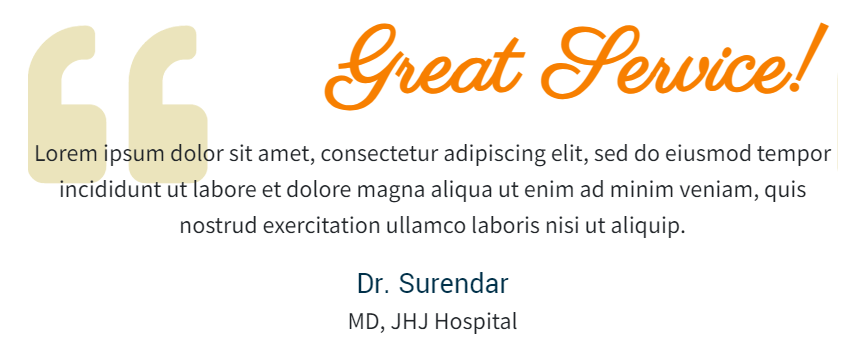 Great Service!
Lorem ipsum dolor sit amet, consectetur adipiscing elit, sed do eiusmod tempor
incididunt ut labore et dolore magna aliqua ut enim ad minim veniam, quis
nostrud exercitation ullamco laboris nisi ut aliquip.
Dr. Surendar
MD, JHJ Hospital